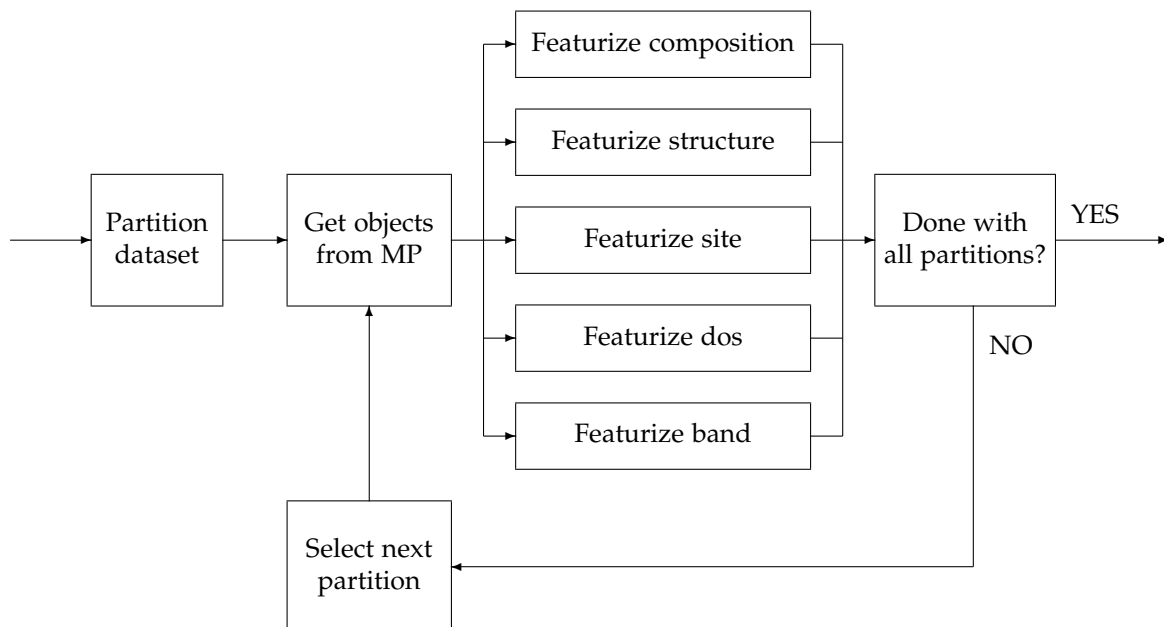 Featurize composition
Featurize structure
Partition
dataset
Get objects
from MP
Featurize site
Done with
all partitions?
YES
Featurize dos
NO
Featurize band
Select next
partition